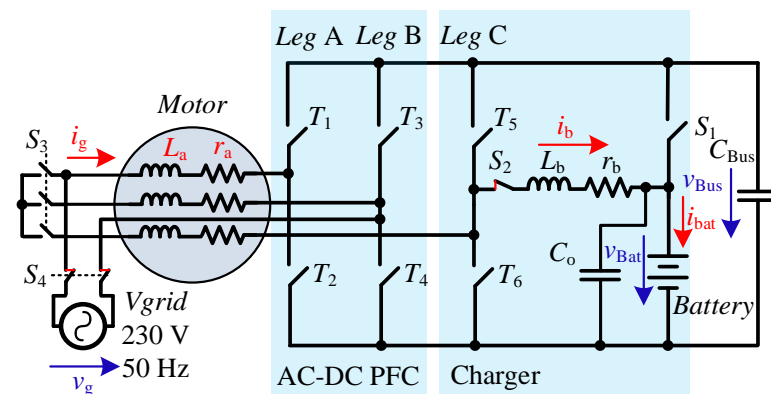 Leg A Leg B Leg C
Motor
T1 T3 T5 S1
S3 ig ib CBus
La ra S2 Lb rb vBus
ibat
Co vBat
S4 T2 T4 T6
Vgrid Battery
230 V
vg 50 Hz AC-DC PFC Charger